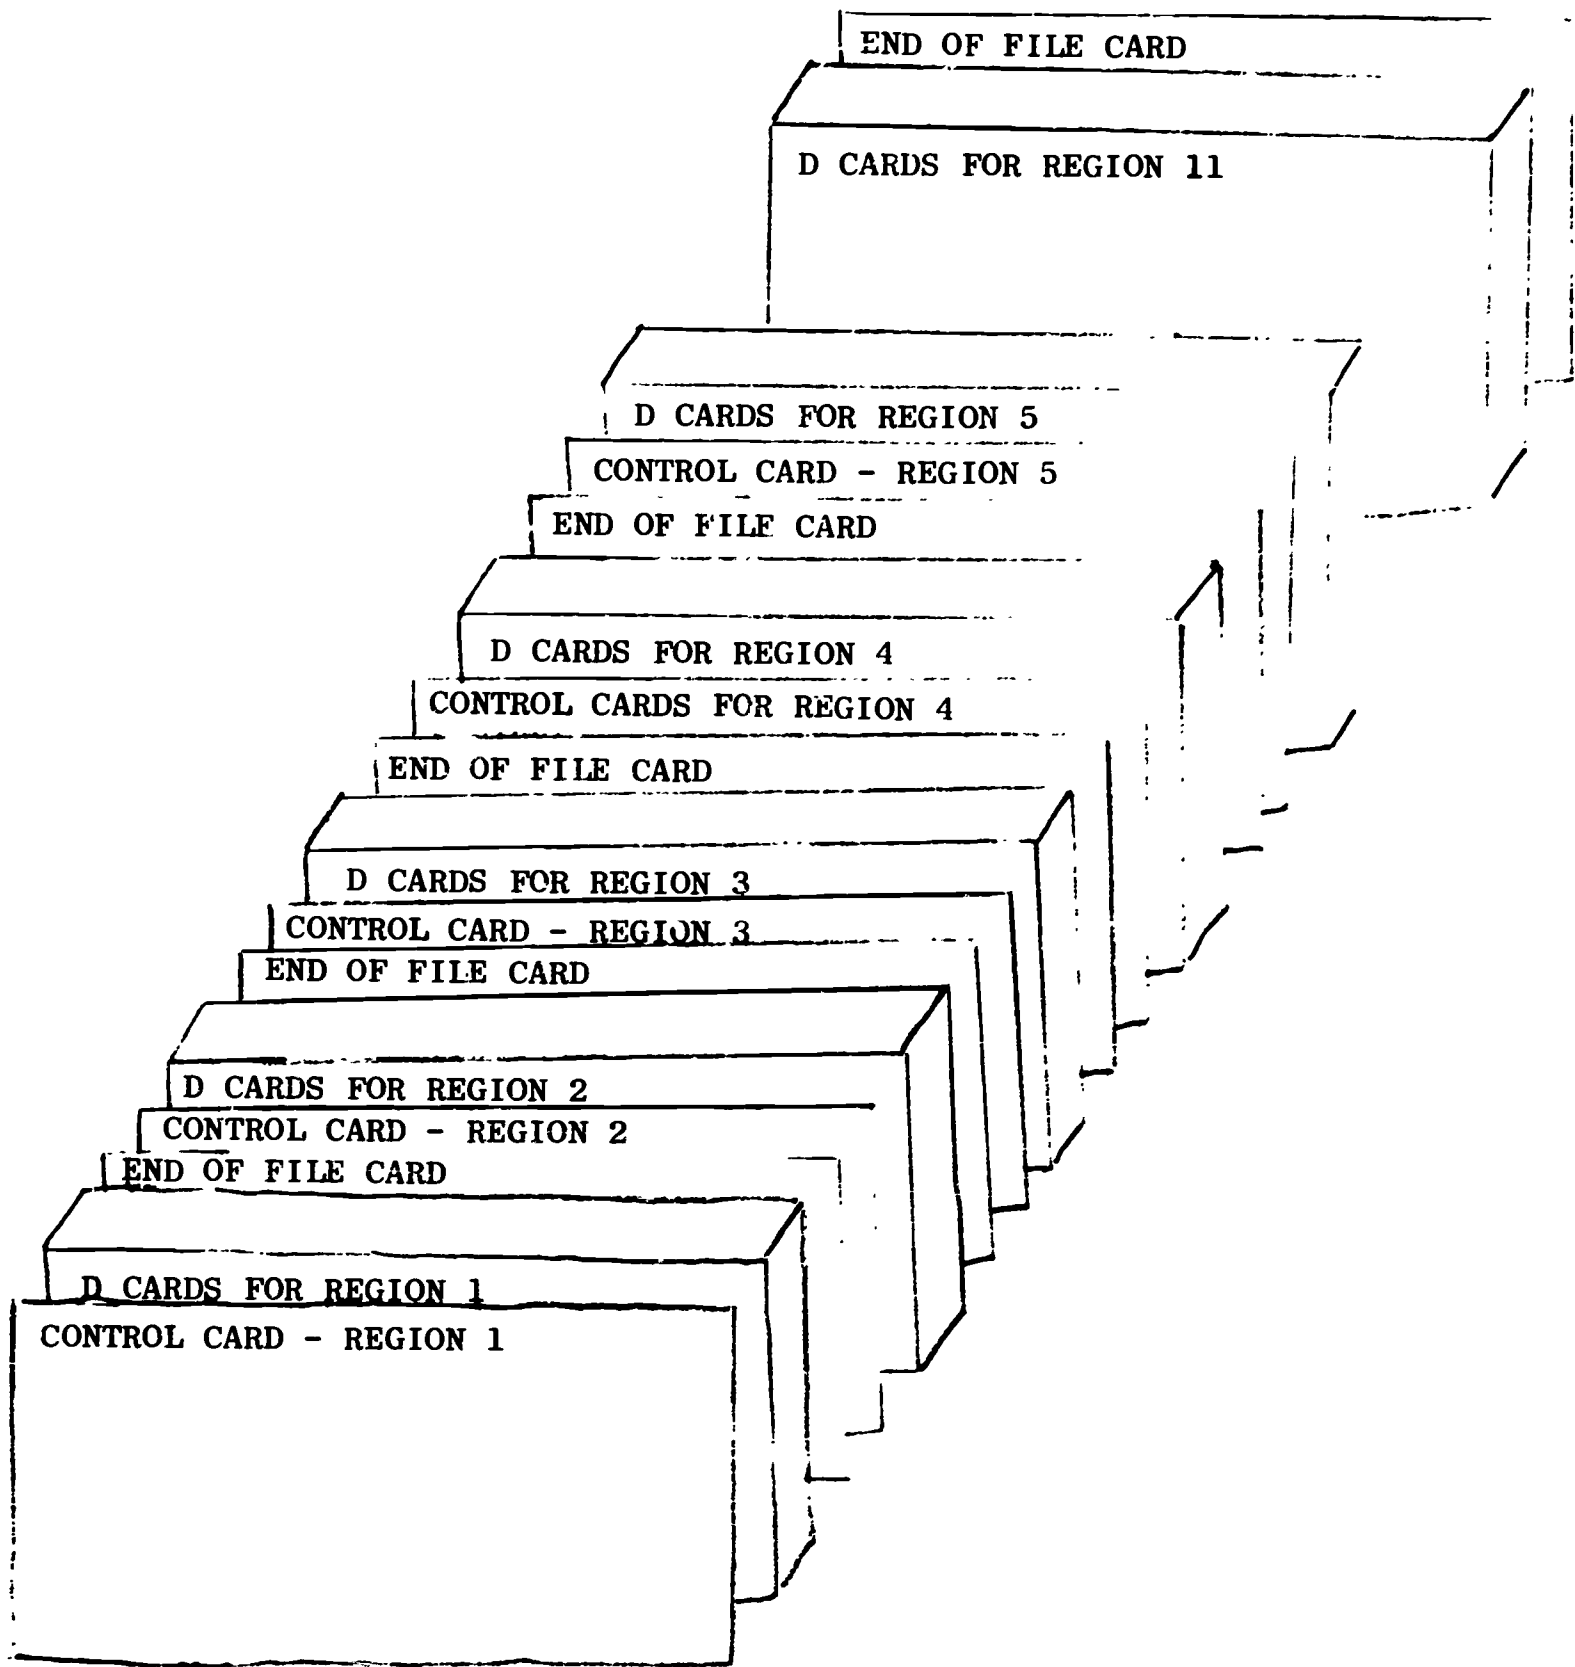 END OF FILE CARD
D CARDS FOR REGION 11
D CARDS FOR REGION 5
CONTROL CARD - REGION 5
END OF FILE CARD
D CARDS FOR REGION 4
CONTROL CARDS FOR REGION 4
END OF FILE CARD
D CARDS FOR REGION 3
CONTROL CARD - REGION 3
END OF FILE CARD
D CARDS FOR REGION 2
CONTROL CARD - REGION 2
END OF FILE CARD
D CARDS FOR REGION 1
CONTROL CARD - REGION 1